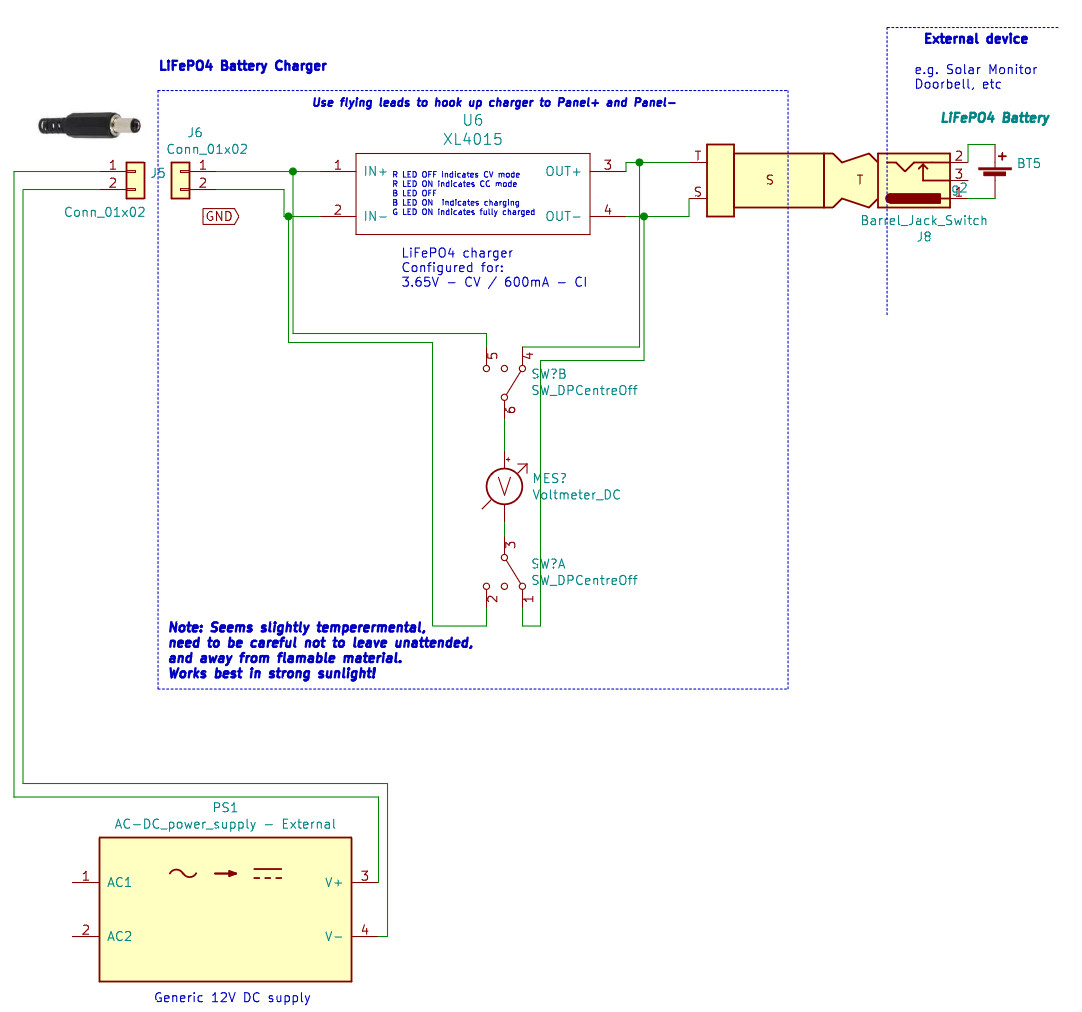 External device
e.g. Solar Monitor
Doorbell, etc
LiFePO4 Battery
LiFePO4 Battery Charger
Use flying leads to hook up charger to Panel+ and Panel-
U6
XL4015
J6
Conn_01x02
1
2
J5
Conn_01x02
1
2
GND
1
IN+
2
IN-
R LED OFF indicates CV mode
R LED ON indicates CC mode
B LED OFF
B LED ON  indicates charging
G LED ON indicates fully charged
OUT+
3
OUT-
4
LiFePO4 charger
Configured for:
3.65V - CV / 600mA - CI
T
S
S
T
2
3
1
BT5
+
Barrel_Jack_Switch
J8
5
4
SW?B
SW_DPCentreOff
6
+
V
MES?
Voltmeter_DC
3
SW?A
SW_DPCentreOff
2
1
Note: Seems slightly temperermental,
need to be careful not to leave unattended,
and away from flamable material.
Works best in strong sunlight!
PS1
AC-DC_power_supply - External
1
AC1
V+
3
2
AC2
V-
4
Generic 12V DC supply